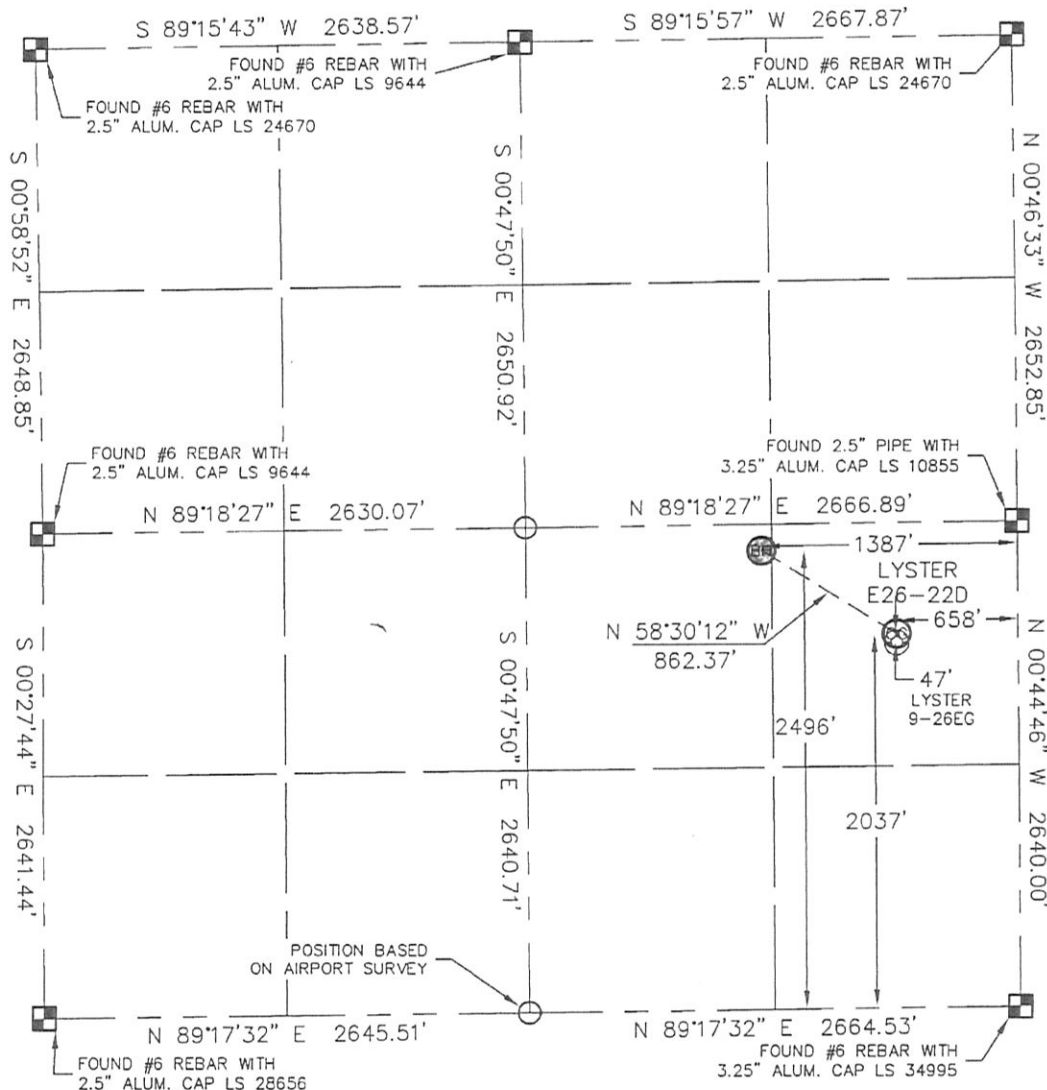 S 89°15'43" W 2638.57'
S 89°15'57" W 2667.87'
FOUND #6 REBAR WITH
2.5" ALUM. CAP LS 24670
FOUND #6 REBAR WITH
2.5" ALUM. CAP LS 9644
FOUND #6 REBAR WITH
2.5" ALUM. CAP LS 24670
S 00°58'52" E 2648.85'
S 00°47'50" E 2650.92'
N 00°46'33" W 2652.85'
FOUND #6 REBAR WITH
2.5" ALUM. CAP LS 9644
FOUND 2.5" PIPE WITH
3.25" ALUM. CAP LS 10855
N 89°18'27" E 2630.07'
N 89°18'27" E 2666.89'
1387'
LYSTER
E26-22D
658'
N 58°30'12" W
862.37'
47'
LYSTER
9-26EG
2496'
2037'
S 00°27'44" E 2641.44'
S 00°47'50" E 2640.71'
N 00°44'46" W 2640.00'
POSITION BASED
ON AIRPORT SURVEY
N 89°17'32" E 2645.51'
N 89°17'32" E 2664.53'
FOUND #6 REBAR WITH
2.5" ALUM. CAP LS 28656
FOUND #6 REBAR WITH
3.25" ALUM. CAP LS 34995